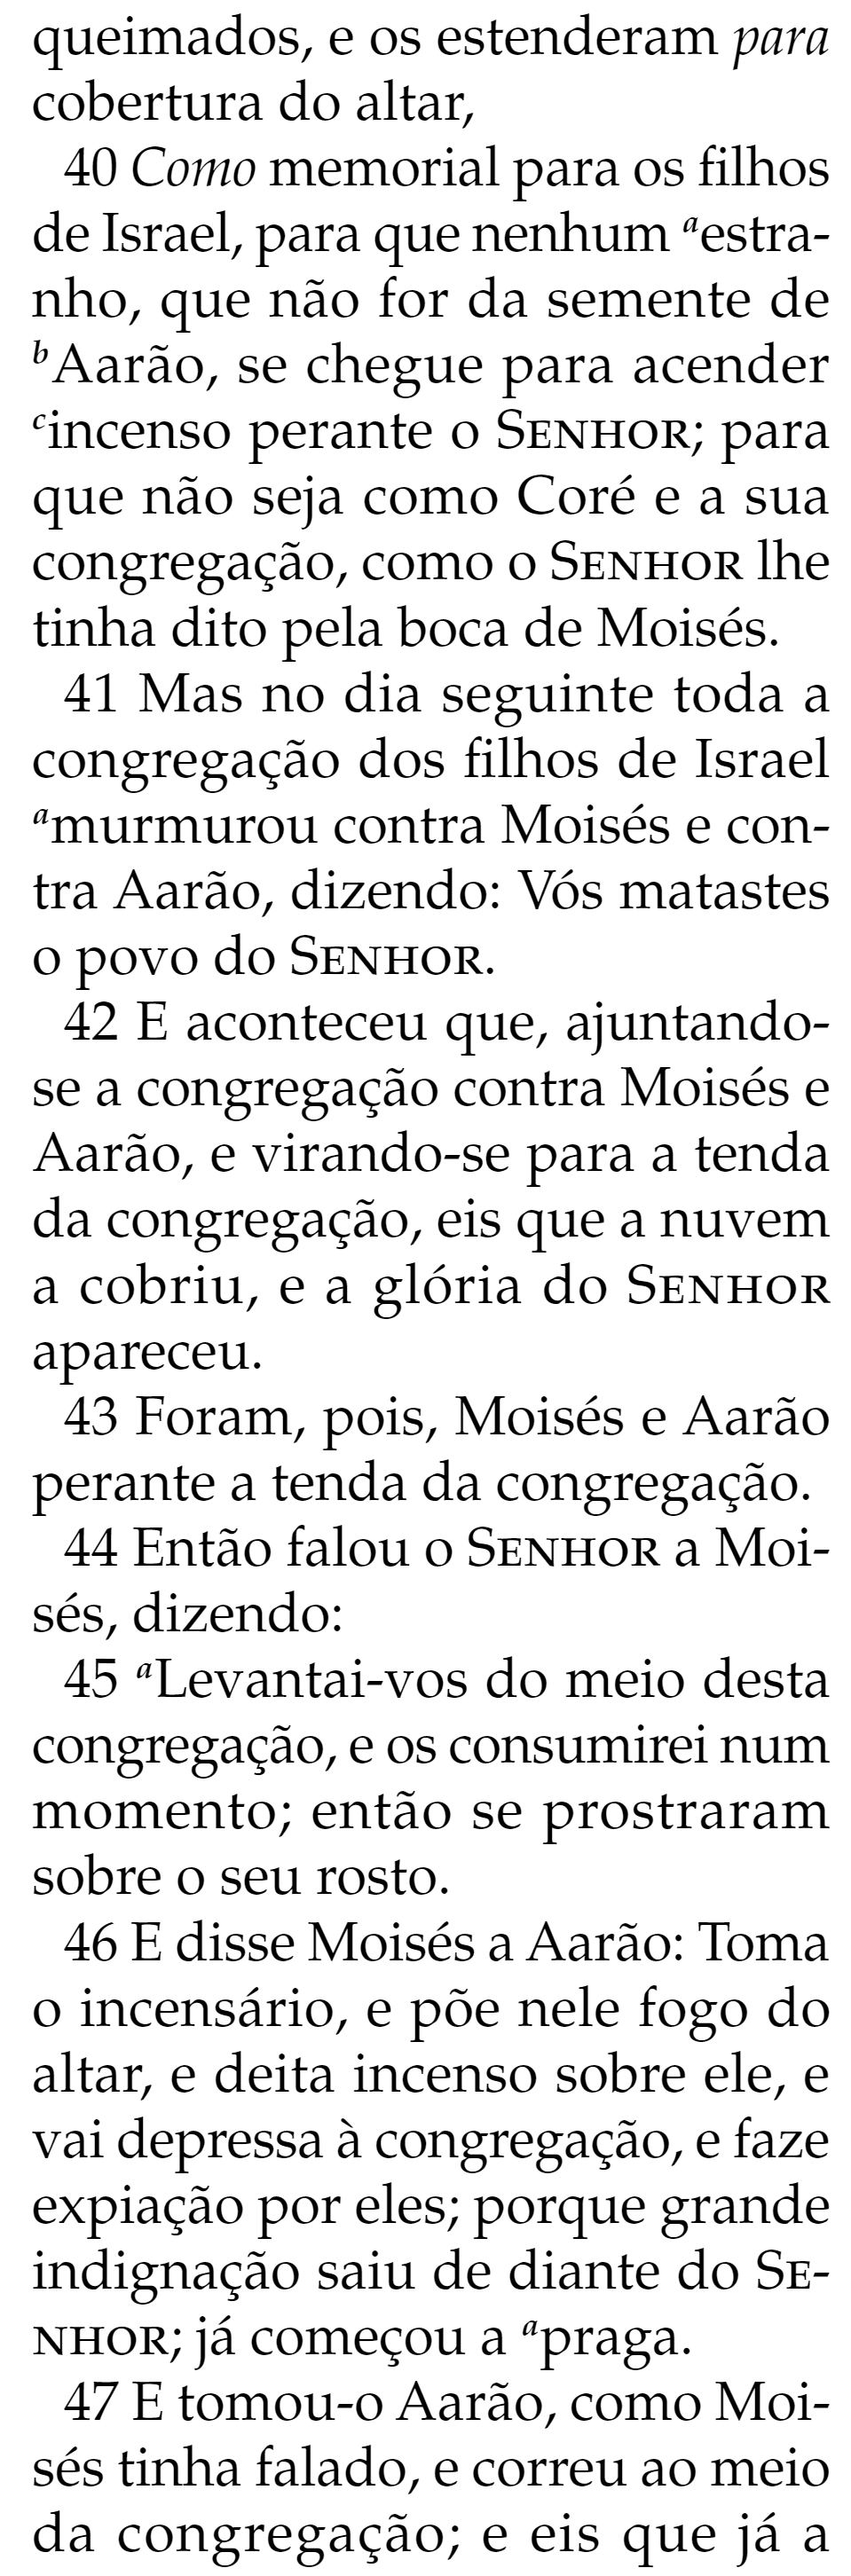 queimados, e os estenderam para
cobertura do altar,
40 Como memorial para os filhos
de Israel, para que nenhum ᵃestra-
nho, que não for da semente de
ᵇAarão, se chegue para acender
ᶜincenso perante o SENHOR; para
que não seja como Coré e a sua
congregação, como o SENHOR lhe
tinha dito pela boca de Moisés.
41 Mas no dia seguinte toda a
congregação dos filhos de Israel
ᵃmurmurou contra Moisés e con-
tra Aarão, dizendo: Vós matastes
o povo do SENHOR.
42 E aconteceu que, ajuntando-
se a congregação contra Moisés e
Aarão, e virando-se para a tenda
da congregação, eis que a nuvem
a cobriu, e a glória do SENHOR
apareceu.
43 Foram, pois, Moisés e Aarão
perante a tenda da congregação.
44 Então falou o SENHOR a Moi-
sés, dizendo:
45 ᵃLevantai-vos do meio desta
congregação, e os consumirei num
momento; então se prostraram
sobre o seu rosto.
46 E disse Moisés a Aarão: Toma
o incensário, e põe nele fogo do
altar, e deita incenso sobre ele, e
vai depressa à congregação, e faze
expiação por eles; porque grande
indignação saiu de diante do SE-
NHOR; já começou a ᵃpraga.
47 E tomou-o Aarão, como Moi-
sés tinha falado, e correu ao meio
da congregação; e eis que já a